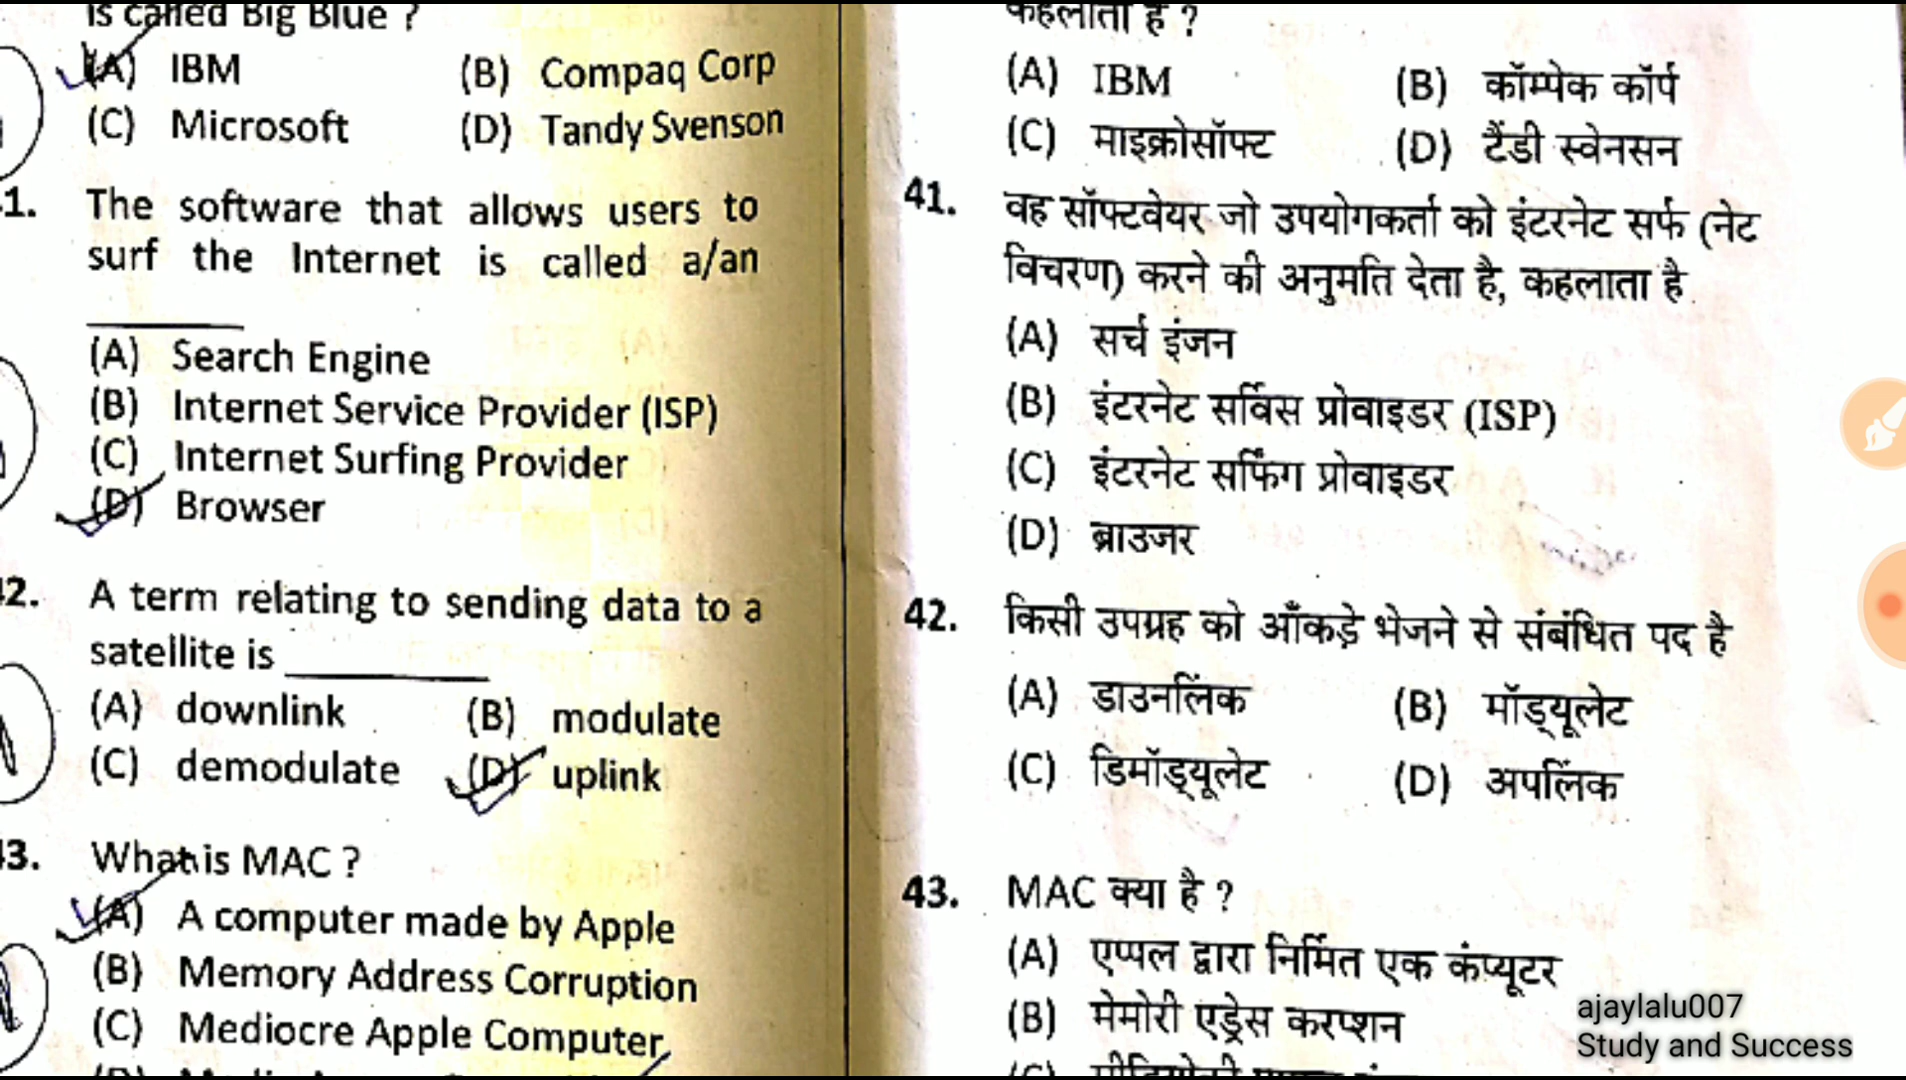 is called Big Blue ?
(A) IBM (B) Compaq Corp
(C) Microsoft (D) Tandy Svenson
1. The software that allows users to
surf the Internet is called a/an
(A) Search Engine
(B) Internet Service Provider (ISP)
(C) Internet Surfing Provider
(D) Browser
2. A term relating to sending data to a
satellite is
(A) downlink (B) modulate
(C) demodulate (D) uplink
3. What is MAC ?
(A) A computer made by Apple
(B) Memory Address Corruption
(C) Mediocre Apple Computer
कहलाता है ?
(A) IBM (B) कॉम्पेक कॉर्प
(C) माइक्रोसॉफ्ट (D) टैंडी स्वेनसन
41. वह सॉफ्टवेयर जो उपयोगकर्ता को इंटरनेट सर्फ (नेट
विचरण) करने की अनुमति देता है, कहलाता है
(A) सर्च इंजन
(B) इंटरनेट सर्विस प्रोवाइडर (ISP)
(C) इंटरनेट सर्फिंग प्रोवाइडर
(D) ब्राउजर
42. किसी उपग्रह को आँकड़े भेजने से संबंधित पद है
(A) डाउनलिंक (B) मॉड्यूलेट
(C) डिमॉड्यूलेट (D) अपलिंक
43. MAC क्या है ?
(A) एप्पल द्वारा निर्मित एक कंप्यूटर
(B) मेमोरी एड्रेस करप्शन
ajaylalu007
Study and Success